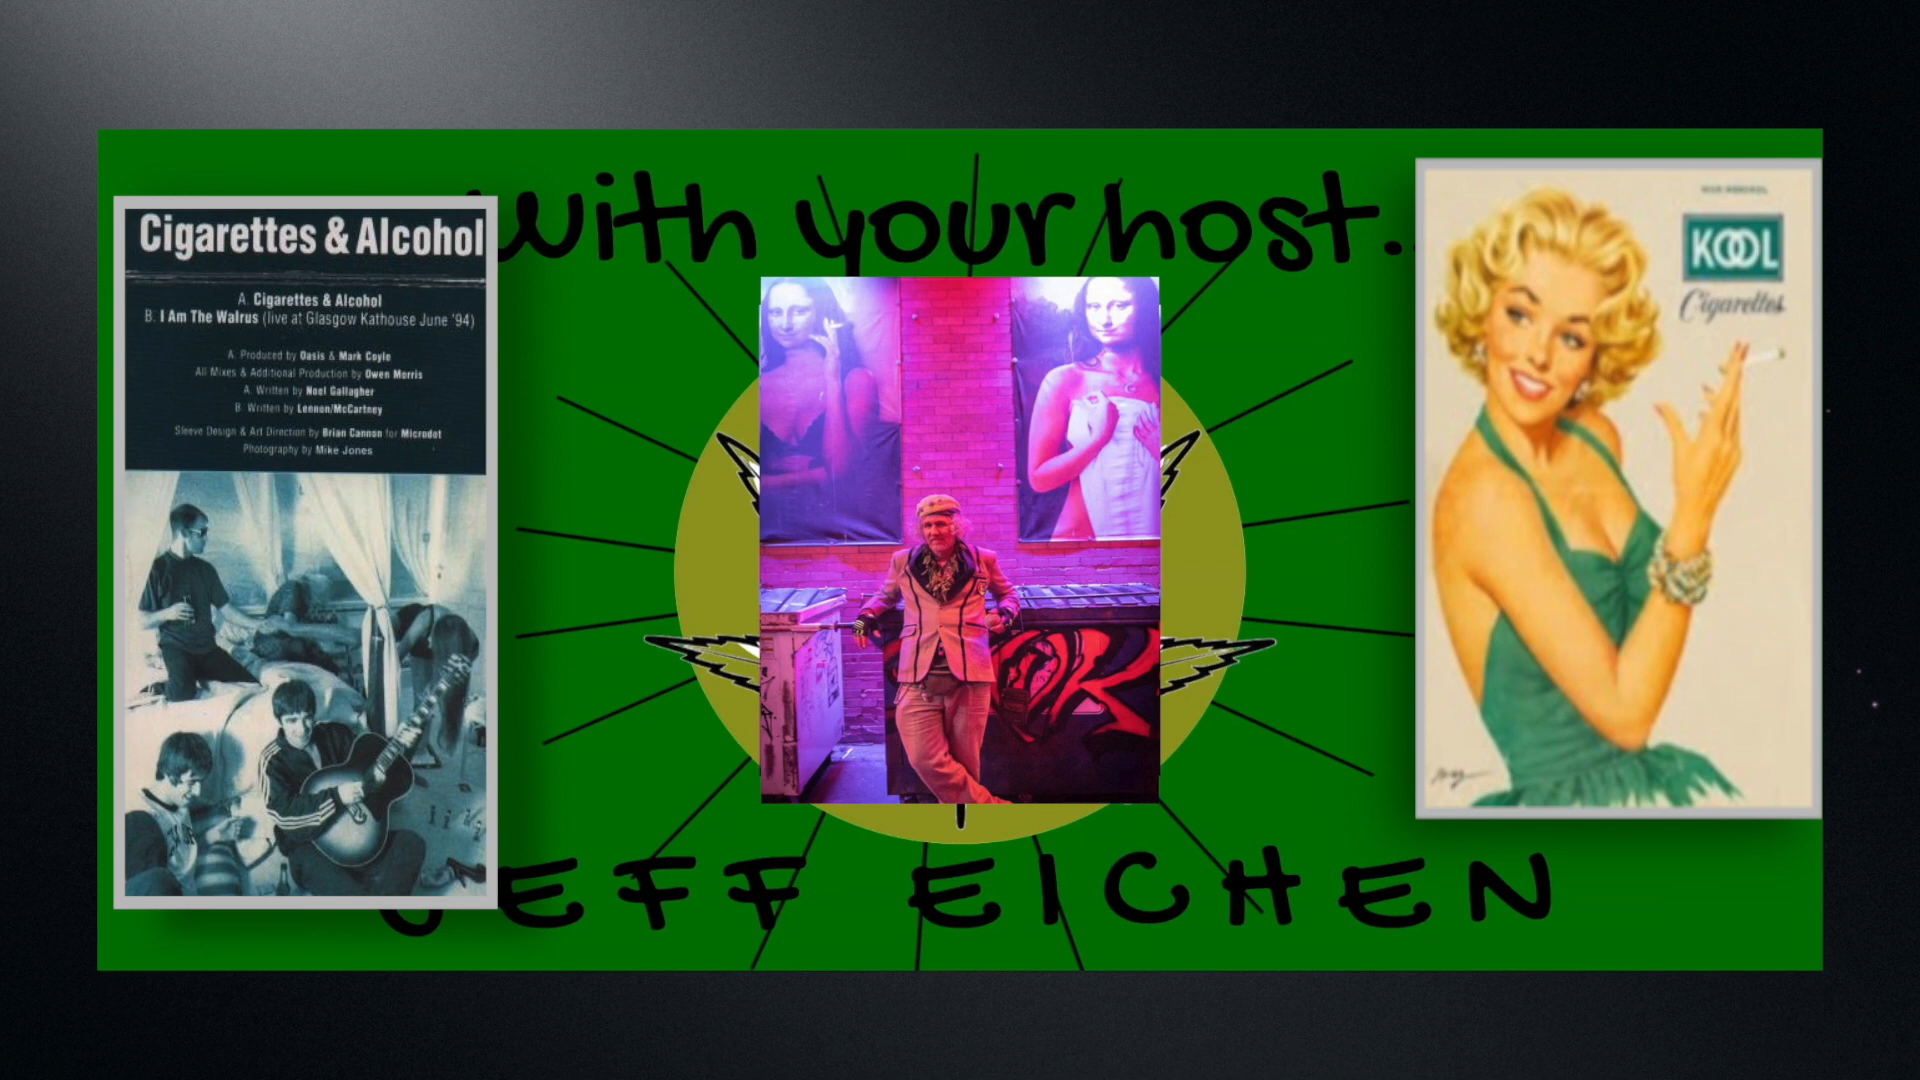 with your host..
Cigarettes & Alcohol
A. Cigarettes & Alcohol
B. I Am The Walrus (live at Glasgow Kathouse June '94)
A. Produced by Oasis & Mark Coyle
All Mixes & Additional Production by Owen Morris
A. Written by Noel Gallagher
B. Written by Lennon/McCartney
Sleeve Design & Art Direction by Brian Cannon for Microdot
Photography by Mike Jones
KOOL
Cigarettes
JEFF EICHEN